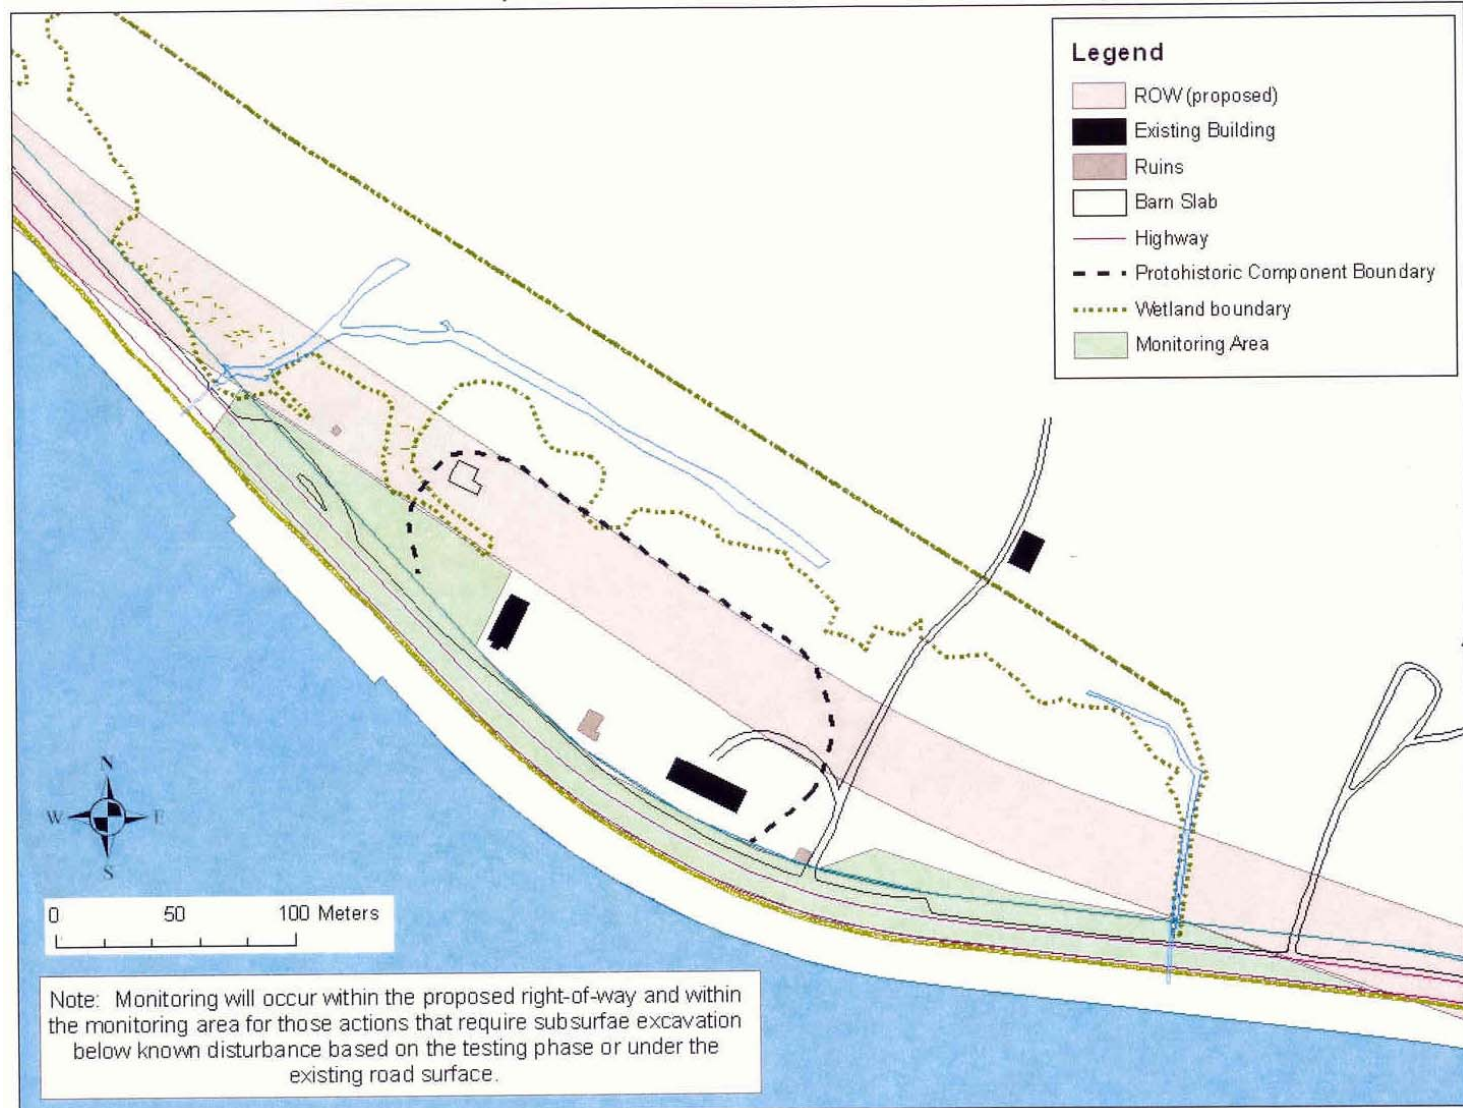 Legend
ROW (proposed)
Existing Building
Ruins
Barn Slab
Highway
Protohistoric Component Boundary
Wetland boundary
Monitoring Area
N
W E
S
0 50 100 Meters
Note: Monitoring will occur within the proposed right-of-way and within
the monitoring area for those actions that require subsurfae excavation
below known disturbance based on the testing phase or under the
existing road surface.